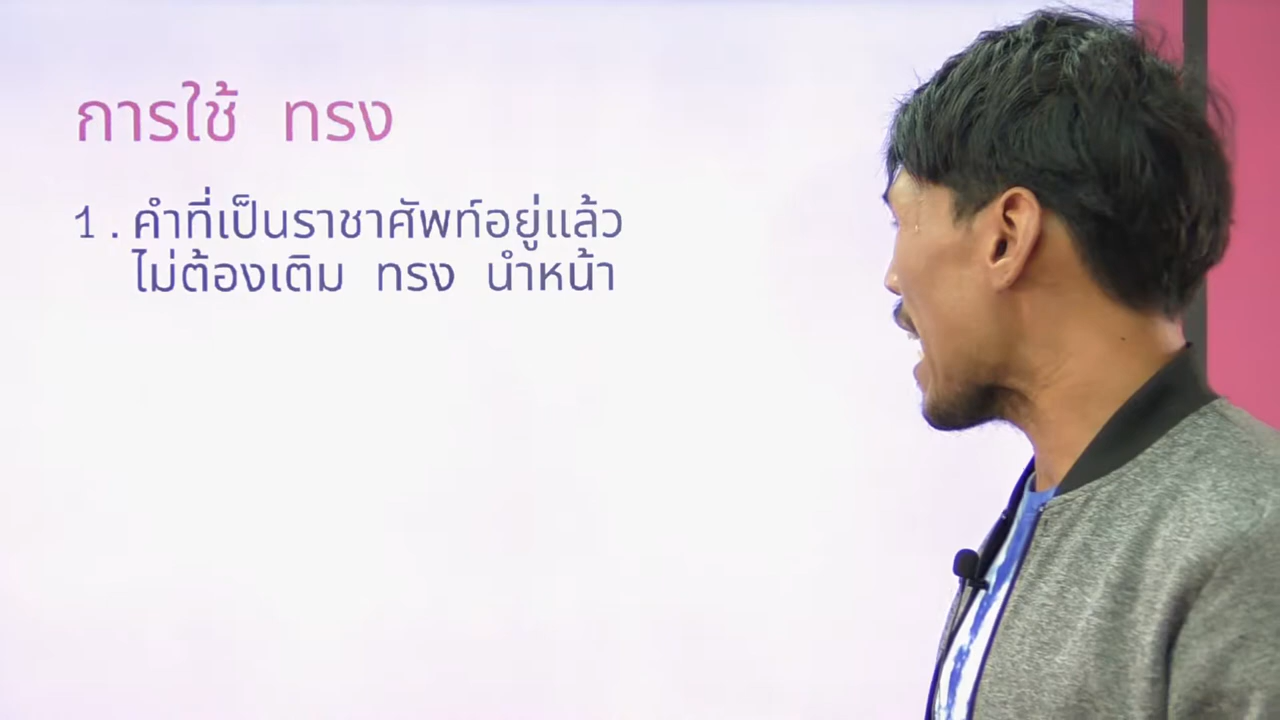 การใช้ ทรง
1. คำที่เป็นราชาศัพท์อยู่แล้ว
ไม่ต้องเติม ทรง นำหน้า